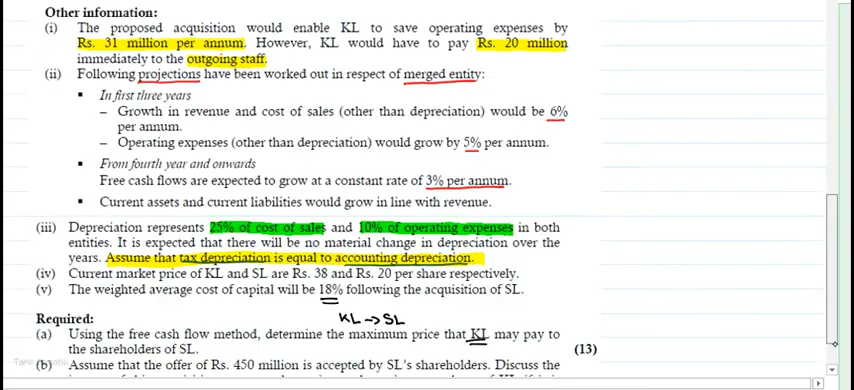 Other information:
(i) The proposed acquisition would enable KL to save operating expenses by
Rs. 31 million per annum. However, KL would have to pay Rs. 20 million
immediately to the outgoing staff.
(ii) Following projections have been worked out in respect of merged entity:
▪ In first three years
– Growth in revenue and cost of sales (other than depreciation) would be 6%
per annum.
– Operating expenses (other than depreciation) would grow by 5% per annum.
▪ From fourth year and onwards
Free cash flows are expected to grow at a constant rate of 3% per annum.
▪ Current assets and current liabilities would grow in line with revenue.
(iii) Depreciation represents 25% of cost of sales and 10% of operating expenses in both
entities. It is expected that there will be no material change in depreciation over the
years. Assume that tax depreciation is equal to accounting depreciation.
(iv) Current market price of KL and SL are Rs. 38 and Rs. 20 per share respectively.
(v) The weighted average cost of capital will be 18% following the acquisition of SL.
KL → SL
Required:
(a) Using the free cash flow method, determine the maximum price that KL may pay to
the shareholders of SL. (13)
(b) Assume that the offer of Rs. 450 million is accepted by SL's shareholders. Discuss the